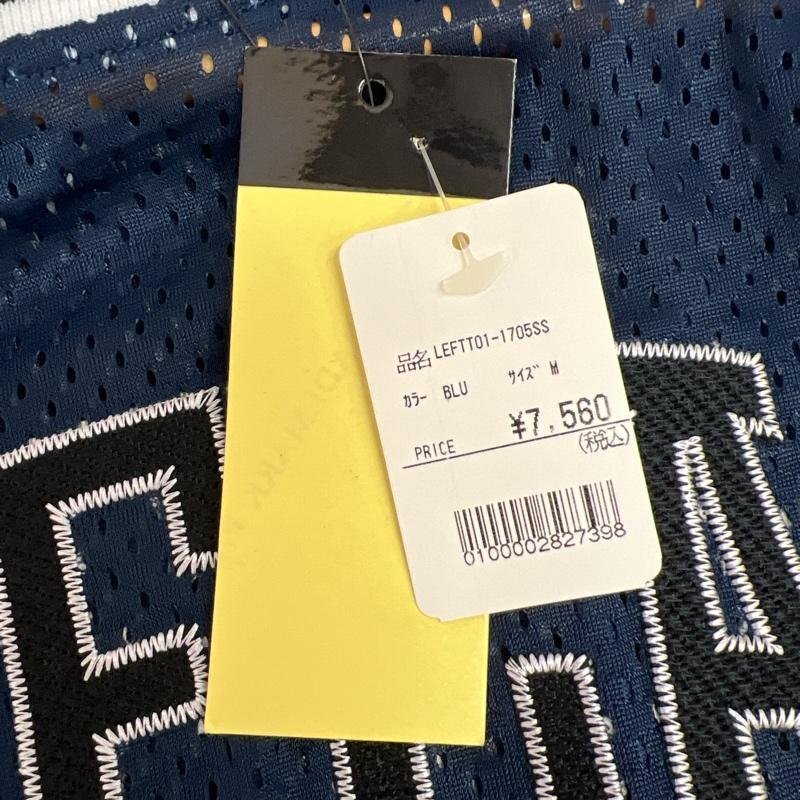 品名 LEFTT01-1705SS
カラー BLU サイズ M
¥7,560
PRICE (税込)
0100002827398